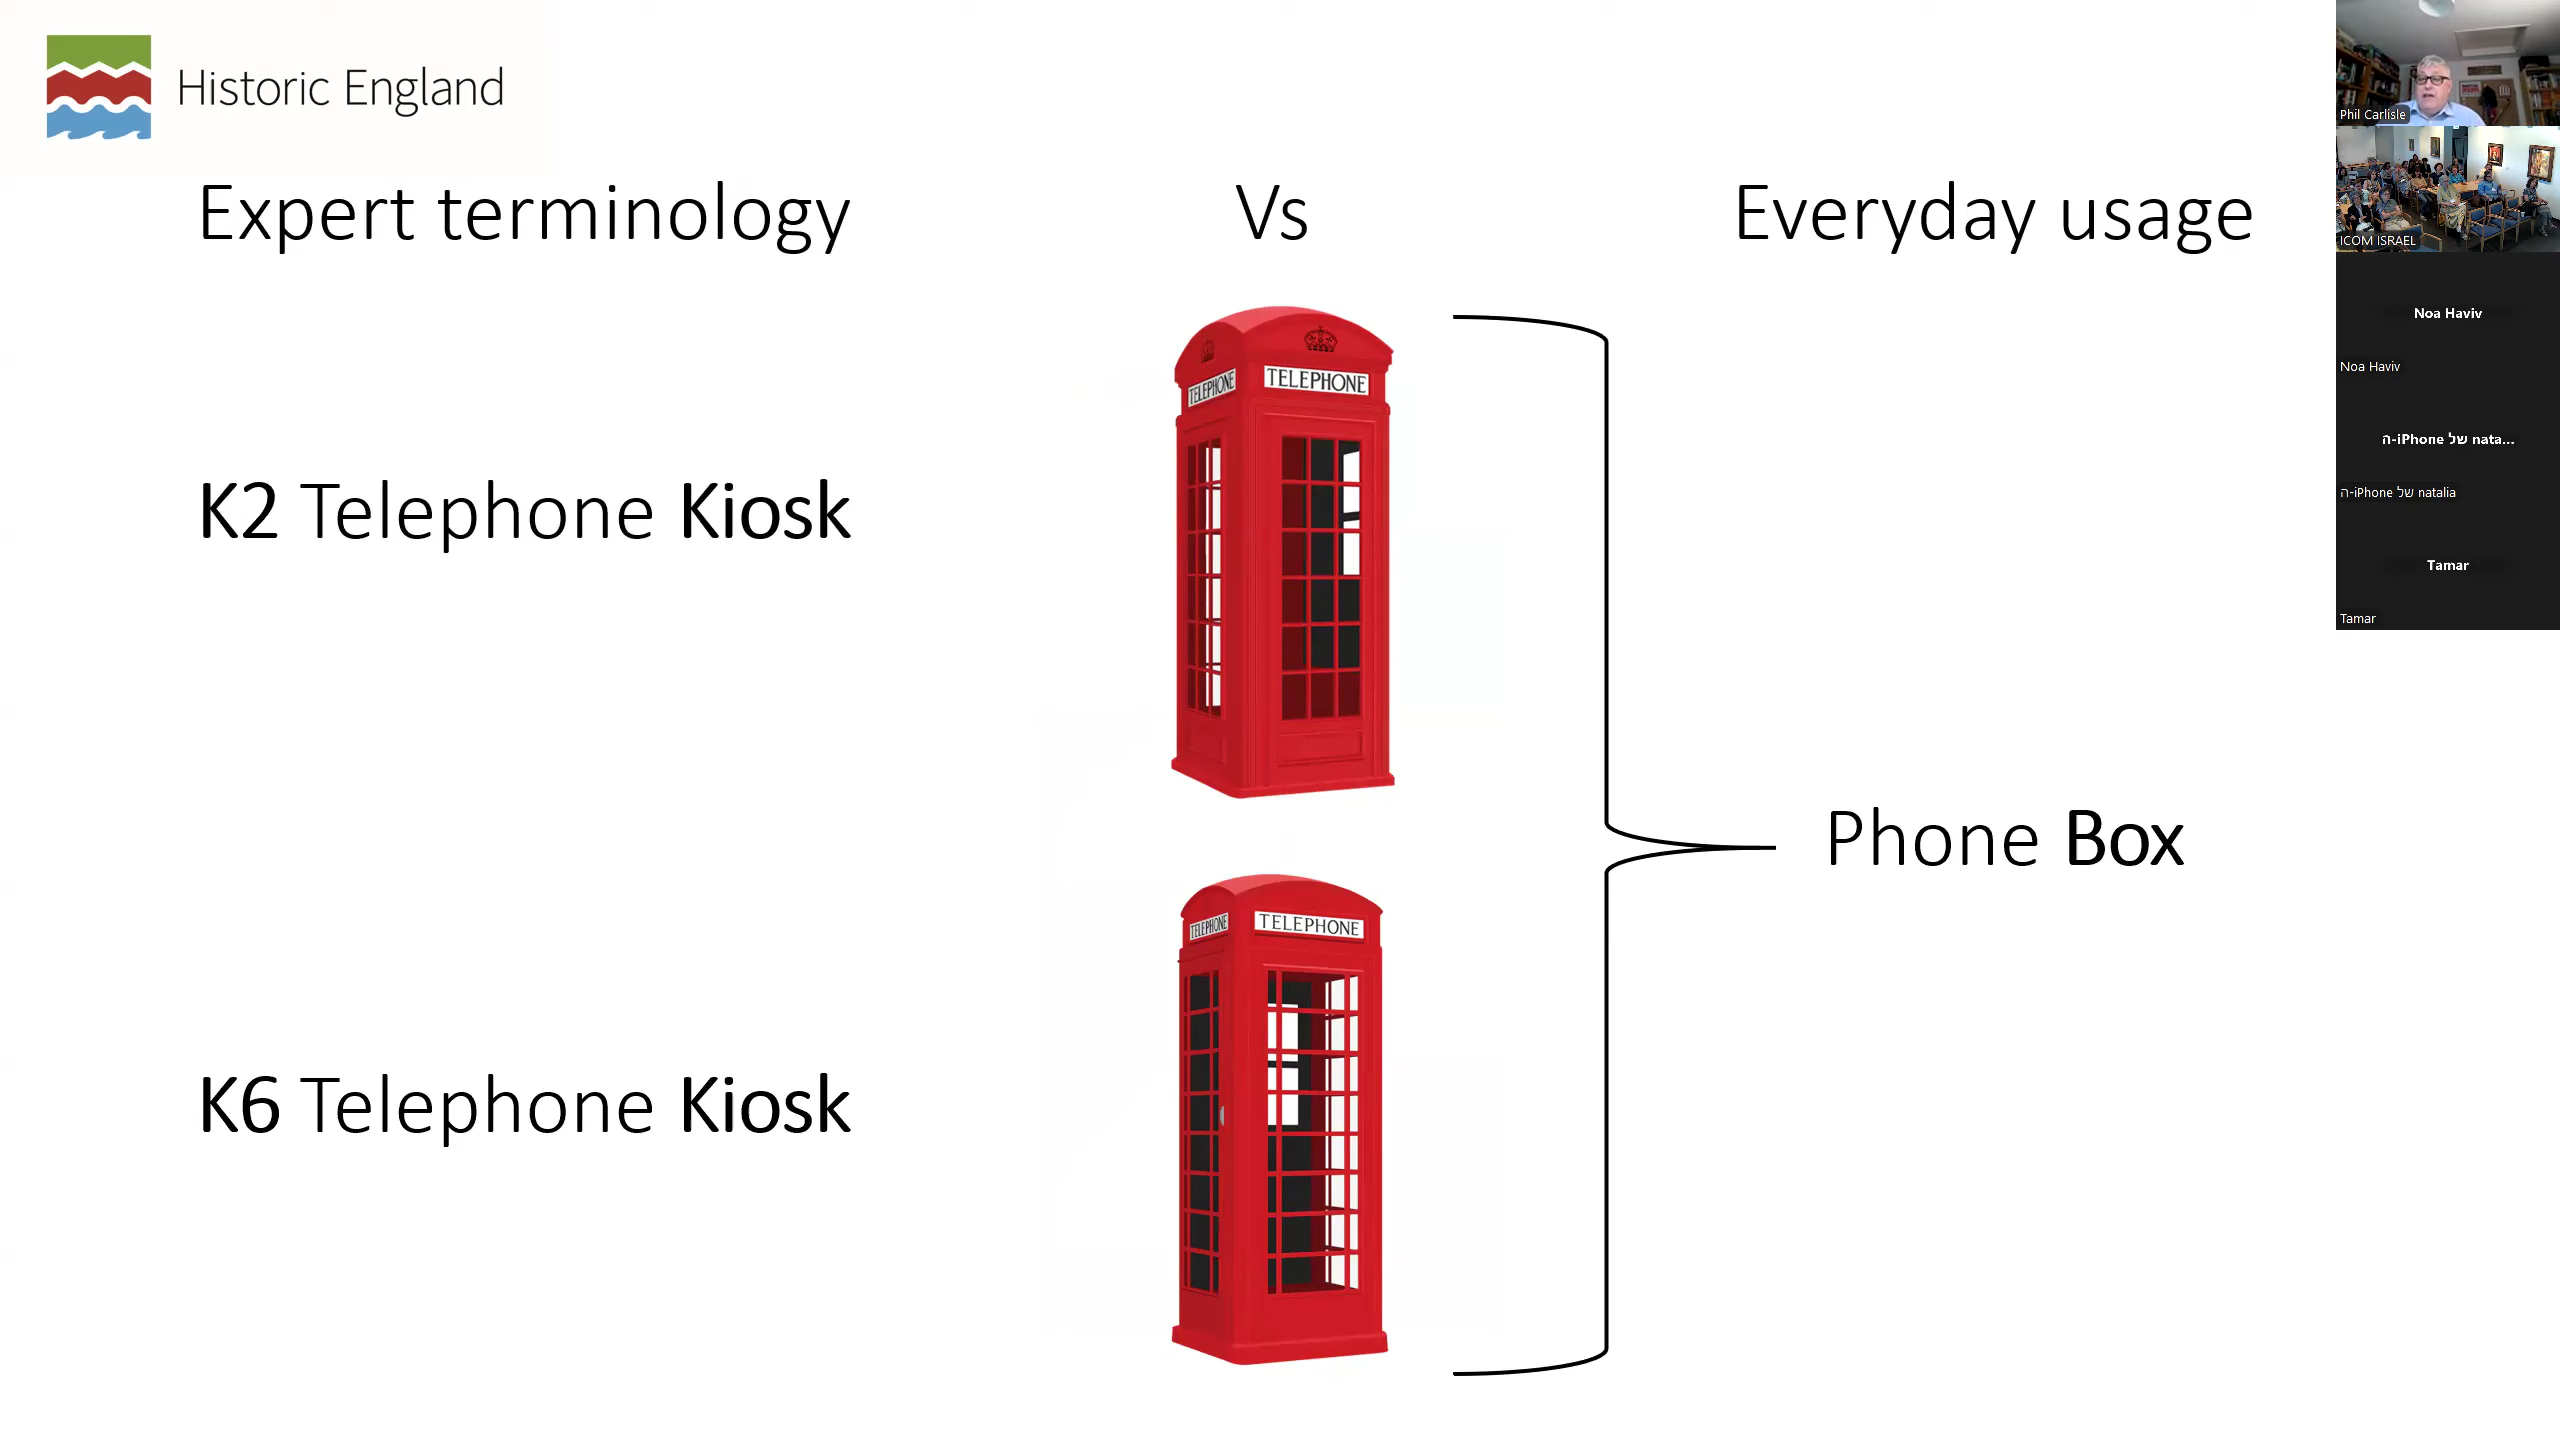 Historic England
Expert terminology
Vs
Everyday usage
TELEPHONE
TELEPHONE
K2 Telephone Kiosk
Phone Box
TELEPHONE
TELEPHONE
K6 Telephone Kiosk
Phil Carlisle
ICOM ISRAEL
Noa Haviv
Noa Haviv
ה-iPhone של nata...
ה-iPhone של natalia
Tamar
Tamar